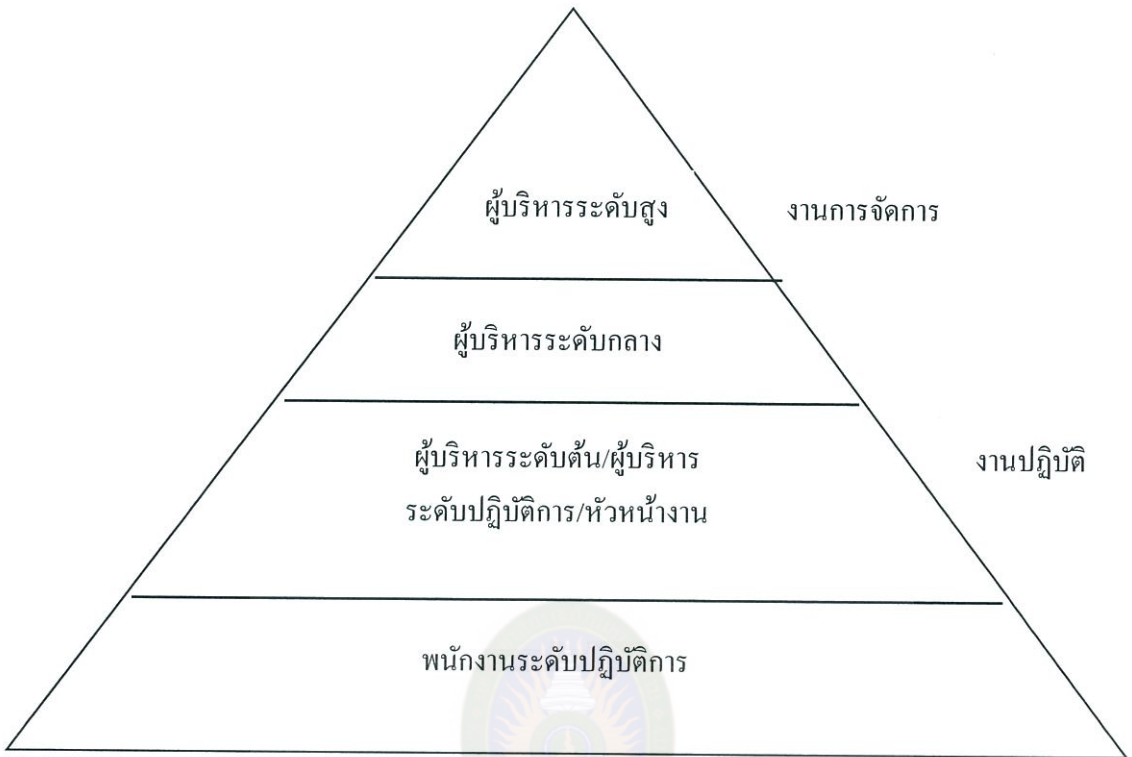 ผู้บริหารระดับสูง งานการจัดการ
ผู้บริหารระดับกลาง
ผู้บริหารระดับต้น/ผู้บริหาร งานปฏิบัติ
ระดับปฏิบัติการ/หัวหน้างาน
พนักงานระดับปฏิบัติการ